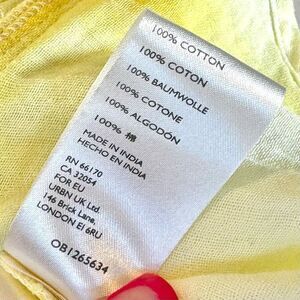 100% COTTON
100% COTON
100% BAUMWOLLE
100% COTONE
100% ALGODÓN
100% 棉
MADE IN INDIA
HECHO EN INDIA
RN 66170
CA 32054
FOR EU
URBN UK Ltd.
146 Brick Lane,
LONDON E1 6RU
OB1265634